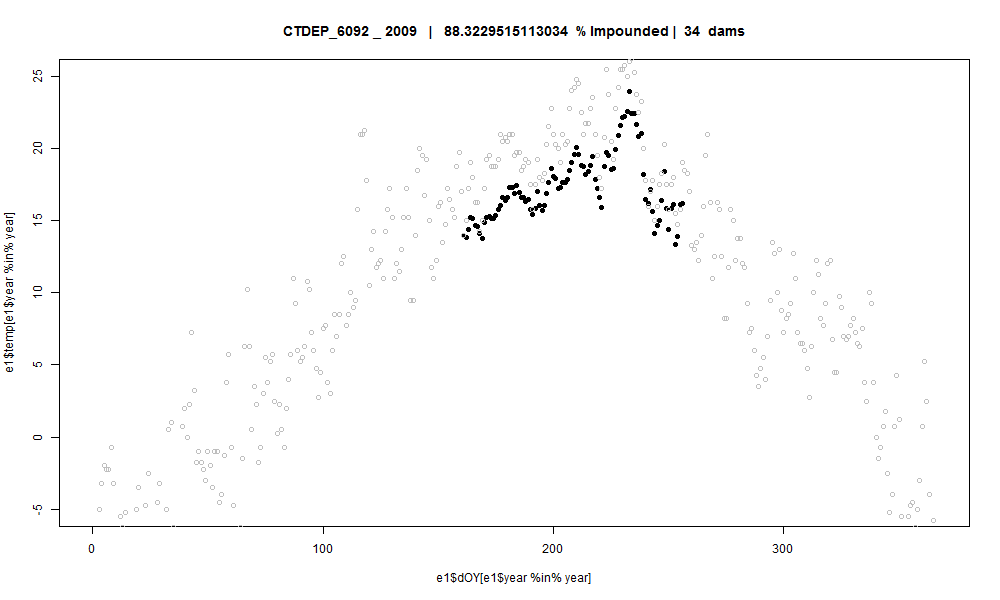 CTDEP_6092 _ 2009 | 88.3229515113034 % Impounded | 34 dams
e1$temp[e1$year %in% year]
25
20
15
10
5
0
-5
0 100 200 300
e1$dOY[e1$year %in% year]